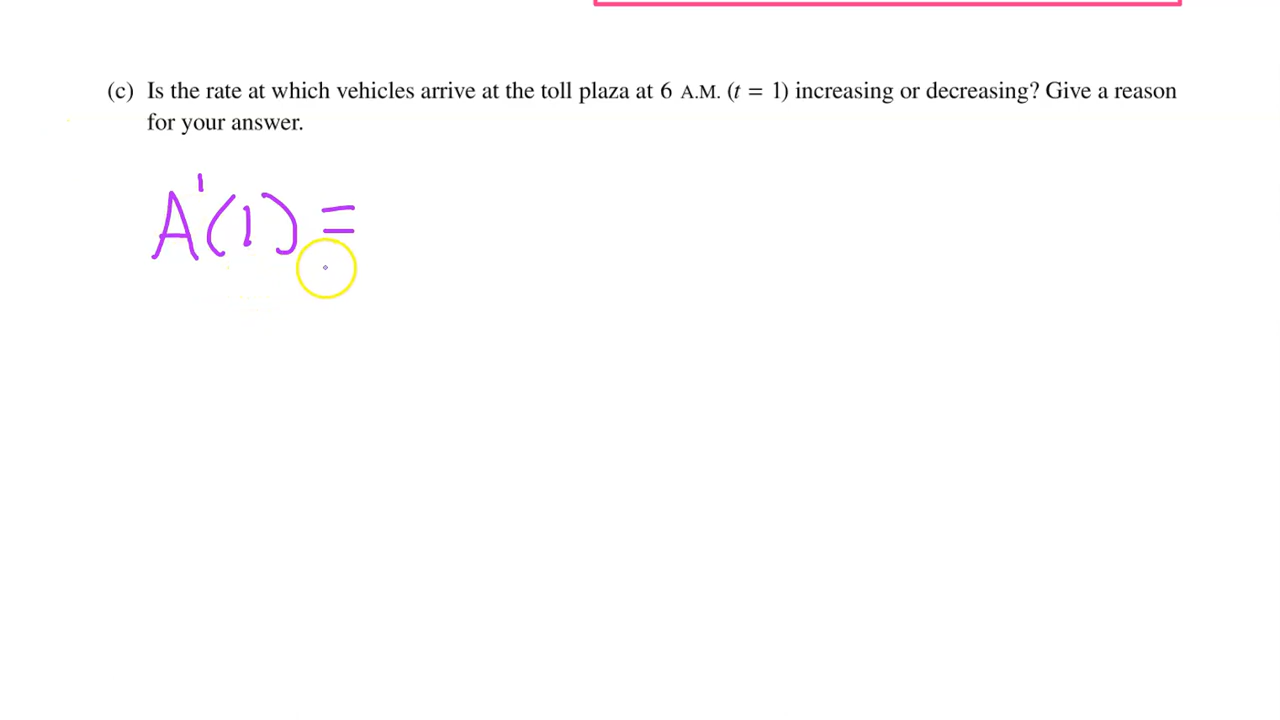 (c) Is the rate at which vehicles arrive at the toll plaza at 6 A.M. (t = 1) increasing or decreasing? Give a reason
for your answer.
A'(1) =